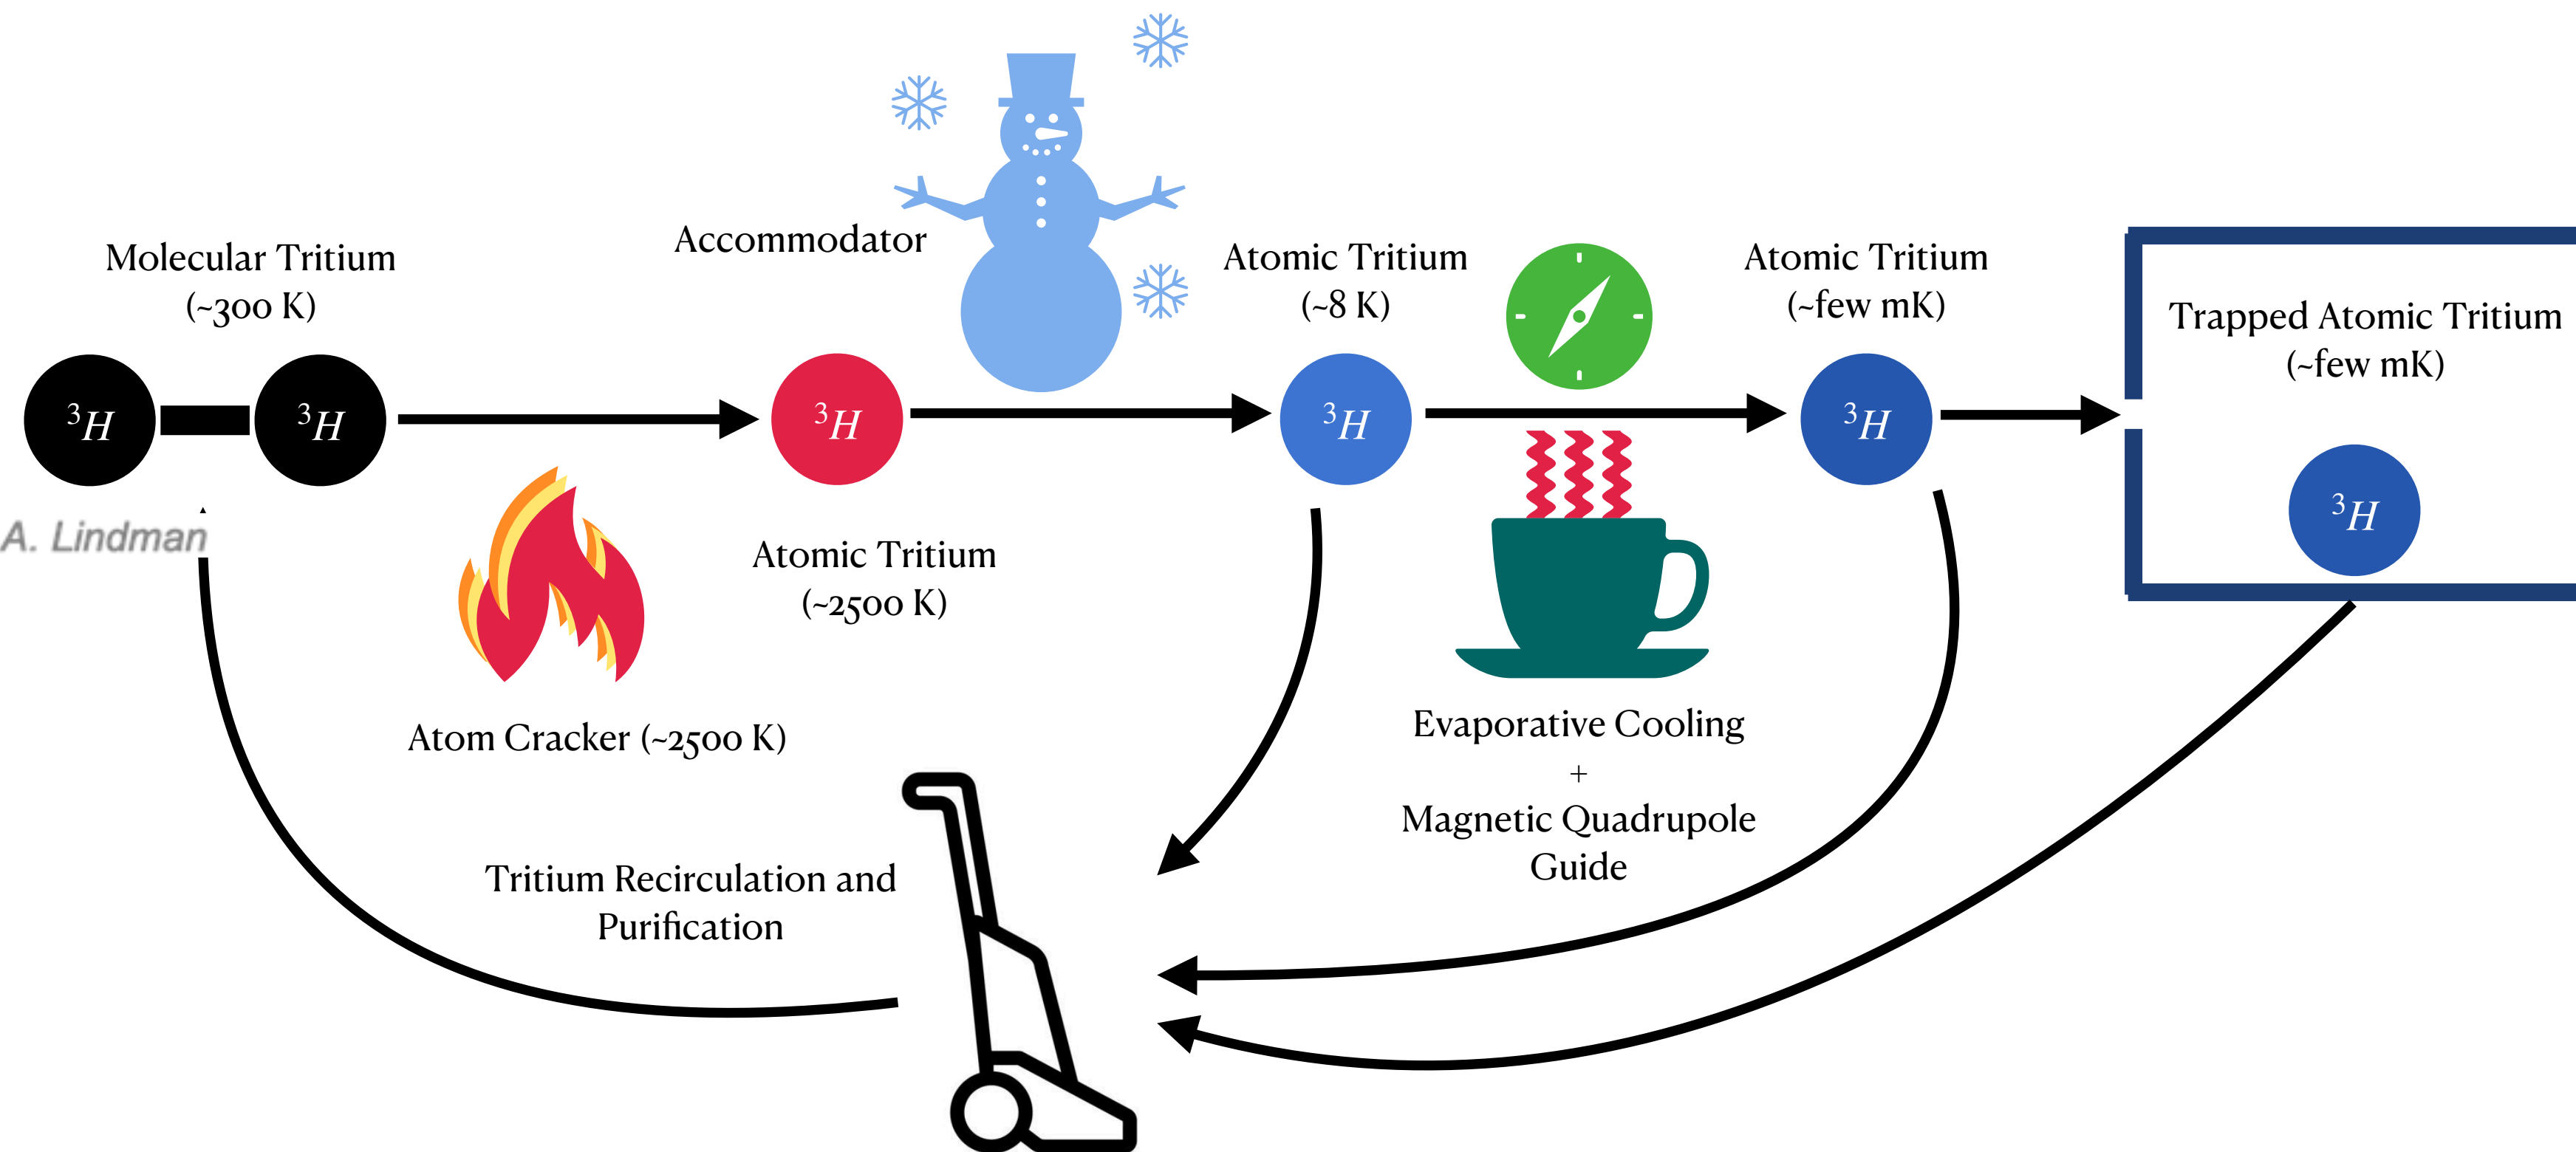 Molecular Tritium
(~300 K)
³H
³H
A. Lindman
Atom Cracker (~2500 K)
Accommodator
³H
Atomic Tritium
(~2500 K)
Atomic Tritium
(~8 K)
³H
Evaporative Cooling
+
Magnetic Quadrupole
Guide
Atomic Tritium
(~few mK)
³H
Trapped Atomic Tritium
(~few mK)
³H
Tritium Recirculation and
Purification